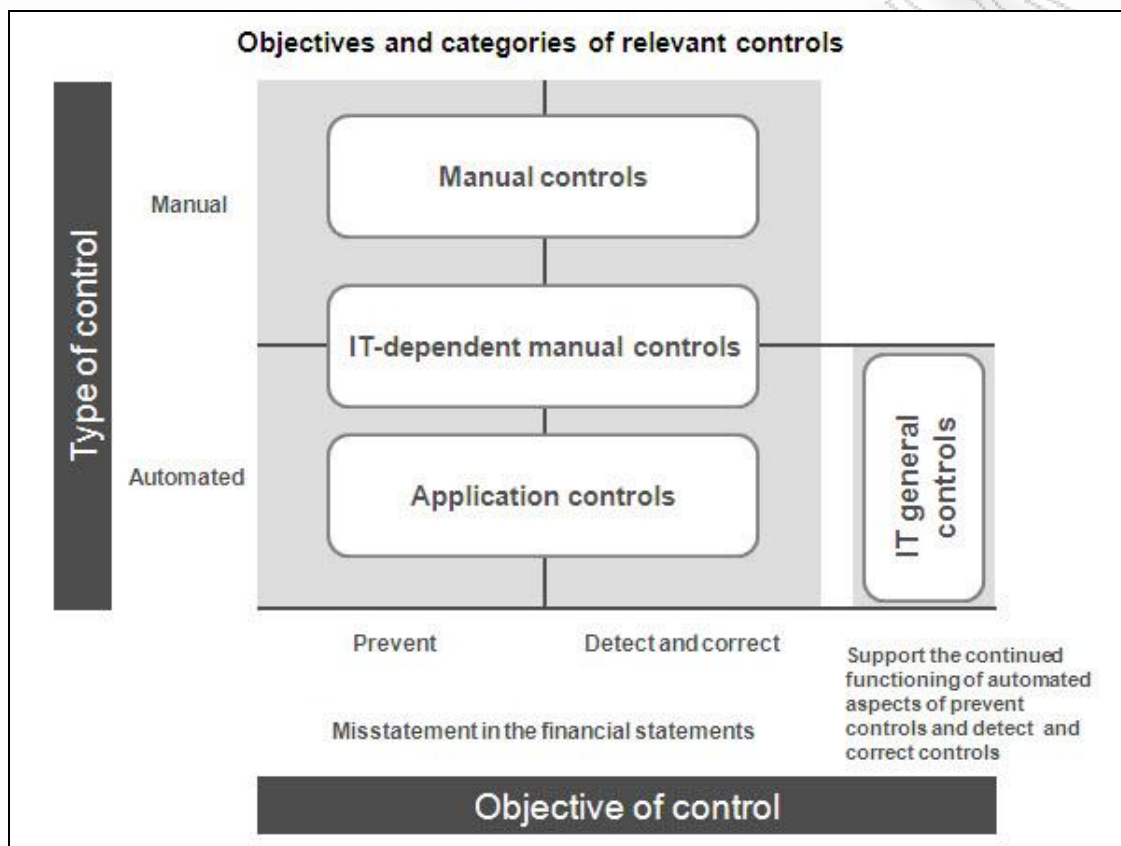 Objectives and categories of relevant controls
Type of control
Manual
Manual controls
IT-dependent manual controls
Automated
Application controls
IT general
controls
Prevent
Detect and correct
Misstatement in the financial statements
Support the continued
functioning of automated
aspects of prevent
controls and detect and
correct controls
Objective of control